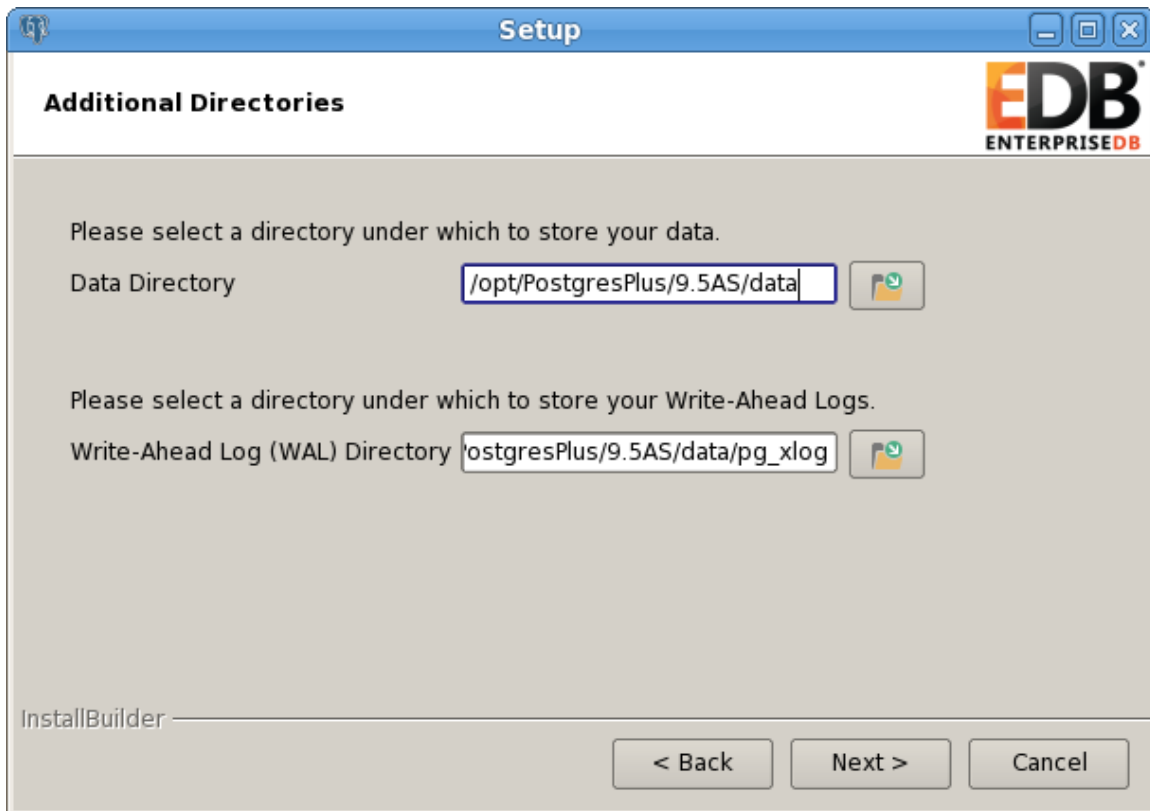 Setup
Additional Directories
EDB
ENTERPRISEDB
Please select a directory under which to store your data.
Data Directory /opt/PostgresPlus/9.5AS/data
Please select a directory under which to store your Write-Ahead Logs.
Write-Ahead Log (WAL) Directory ostgresPlus/9.5AS/data/pg_xlog
InstallBuilder
< Back Next > Cancel